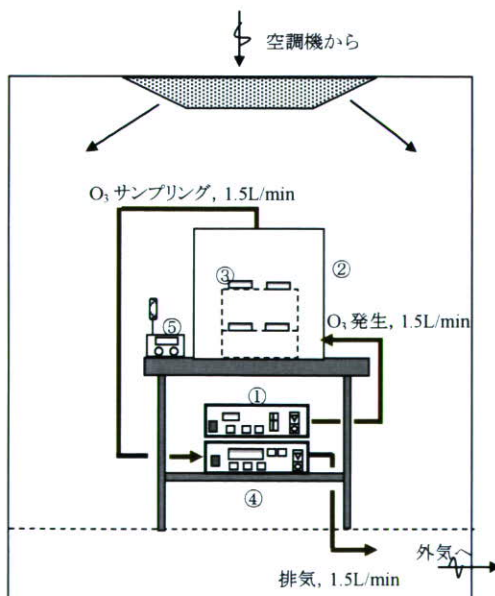 空調機から
O₃ サンプリング, 1.5L/min
③
②
⑤
O₃ 発生, 1.5L/min
①
④
外気へ
排気, 1.5L/min